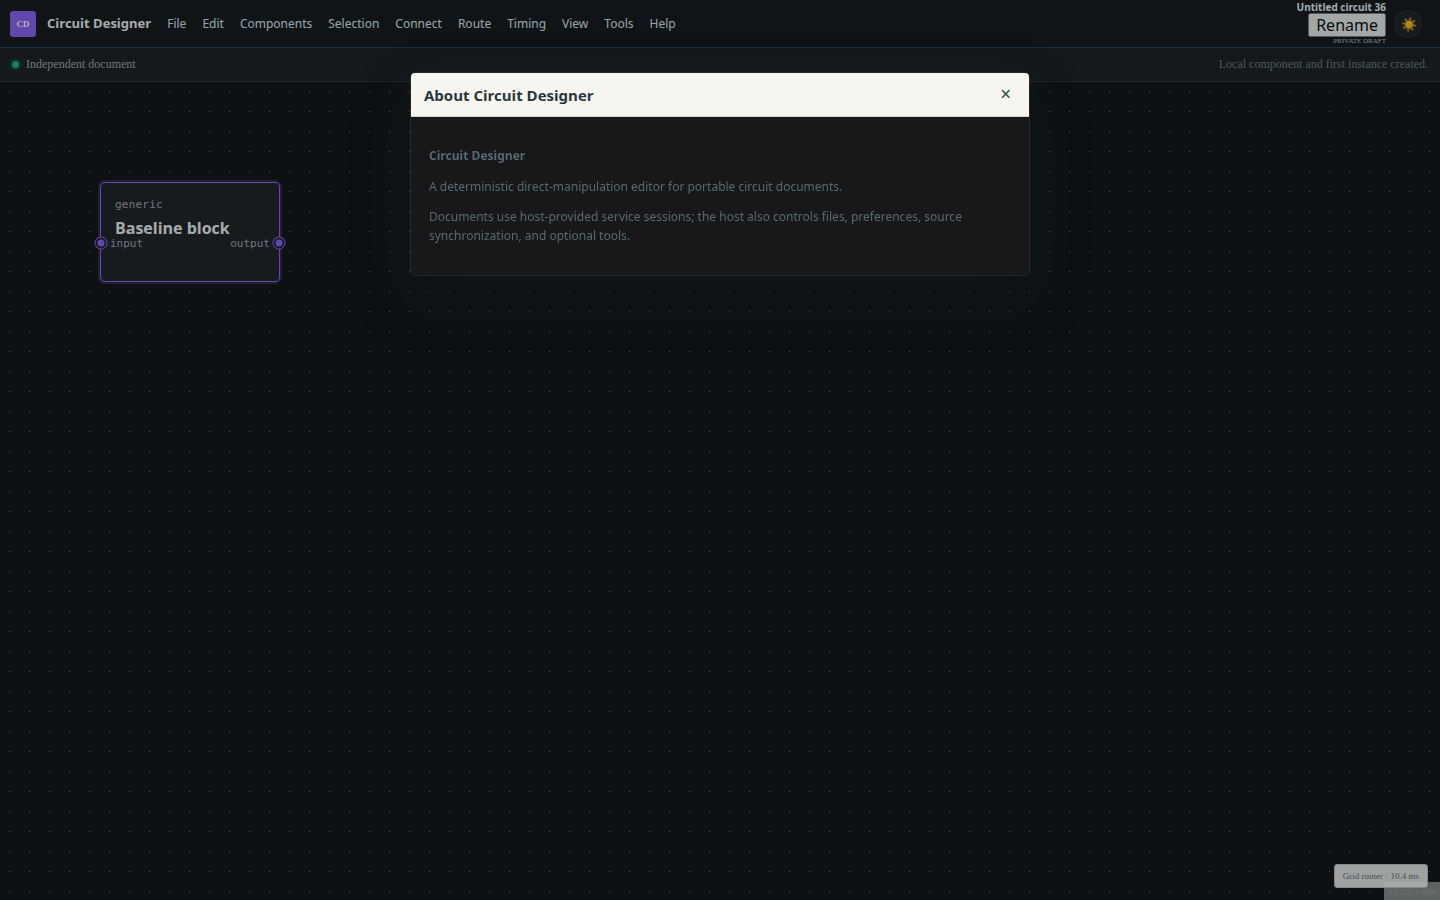 CD
Circuit Designer File Edit Components Selection Connect Route Timing View Tools Help
Untitled circuit 36
Rename
PRIVATE DRAFT
Independent document
Local component and first instance created.
About Circuit Designer ×
Circuit Designer
A deterministic direct-manipulation editor for portable circuit documents.
Documents use host-provided service sessions; the host also controls files, preferences, source
synchronization, and optional tools.
generic
Baseline block
input output
Grid router · 10.4 ms